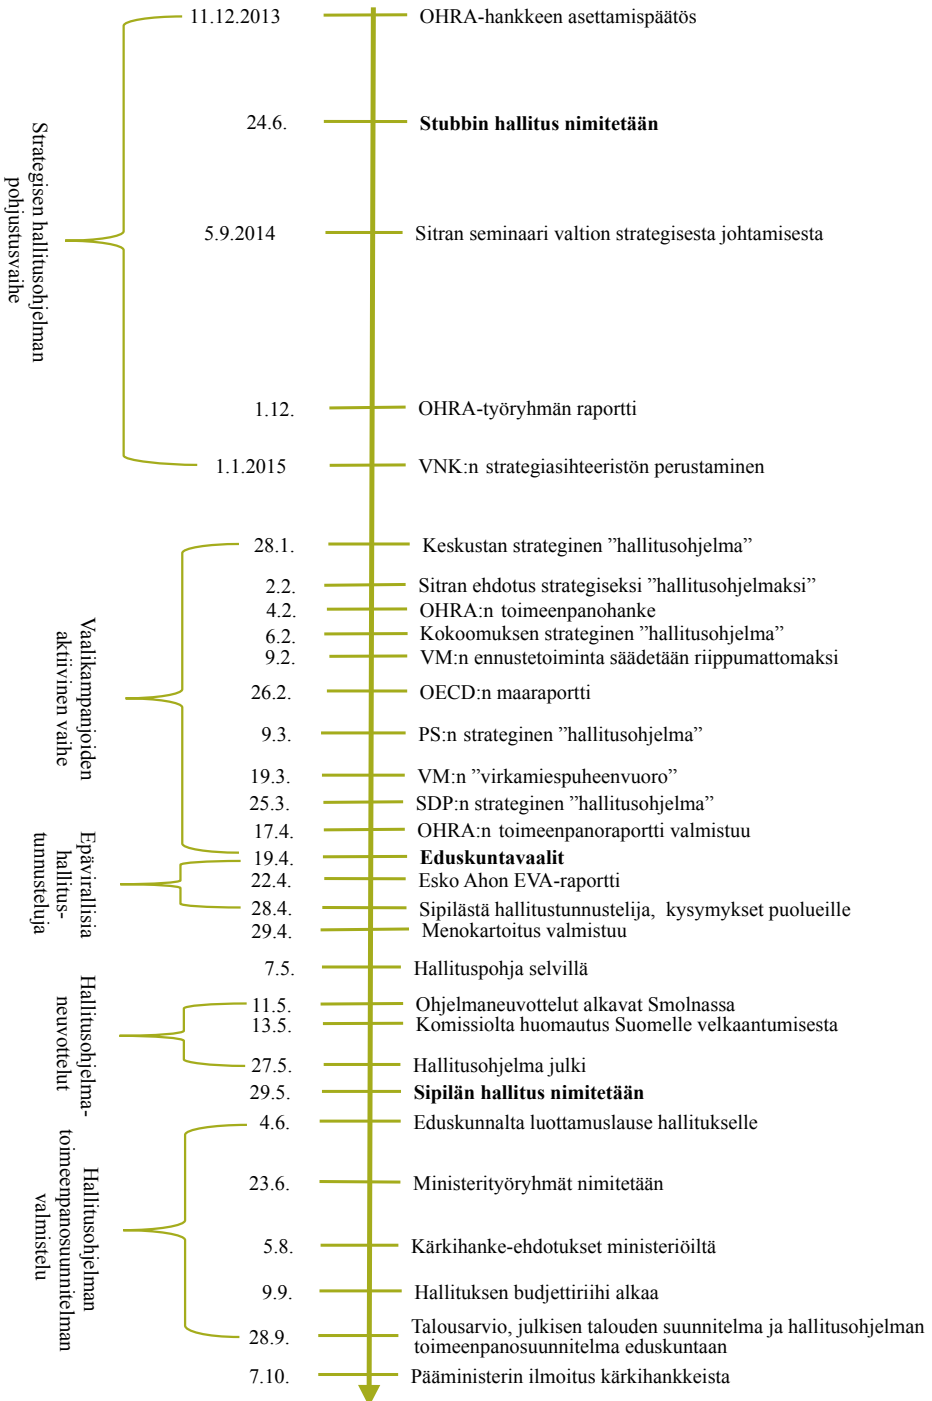 11.12.2013 OHRA-hankkeen asettamispäätös
24.6. Stubbin hallitus nimitetään
Strategisen hallitusohjelman
pohjustusvaihe
5.9.2014 Sitran seminaari valtion strategisesta johtamisesta
1.12. OHRA-työryhmän raportti
1.1.2015 VNK:n strategiasihteeristön perustaminen
28.1. Keskustan strateginen ”hallitusohjelma”
2.2. Sitran ehdotus strategiseksi ”hallitusohjelmaksi”
4.2. OHRA:n toimeenpanohanke
6.2. Kokoomuksen strateginen ”hallitusohjelma”
9.2. VM:n ennustetoiminta säädetään riippumattomaksi
Vaalikampanjoiden
aktiivinen vaihe
26.2. OECD:n maaraportti
9.3. PS:n strateginen ”hallitusohjelma”
19.3. VM:n ”virkamiespuheenvuoro”
25.3. SDP:n strateginen ”hallitusohjelma”
17.4. OHRA:n toimeenpanoraportti valmistuu
19.4. Eduskuntavaalit
Epävirallisia
hallitus-
tunnusteluja
22.4. Esko Ahon EVA-raportti
28.4. Sipilästä hallitustunnustelija, kysymykset puolueille
29.4. Menokartoitus valmistuu
7.5. Hallituspohja selvillä
Hallitusohjelma-
neuvottelut
11.5. Ohjelmaneuvottelut alkavat Smolnassa
13.5. Komissiolta huomautus Suomelle velkaantumisesta
27.5. Hallitusohjelma julki
29.5. Sipilän hallitus nimitetään
4.6. Eduskunnalta luottamuslause hallitukselle
Hallitusohjelman
toimeenpanosuunnitelman
valmistelu
23.6. Ministerityöryhmät nimitetään
5.8. Kärkihanke-ehdotukset ministeriöiltä
9.9. Hallituksen budjettiriihi alkaa
28.9. Talousarvio, julkisen talouden suunnitelma ja hallitusohjelman
toimeenpanosuunnitelma eduskuntaan
7.10. Pääministerin ilmoitus kärkihankkeista